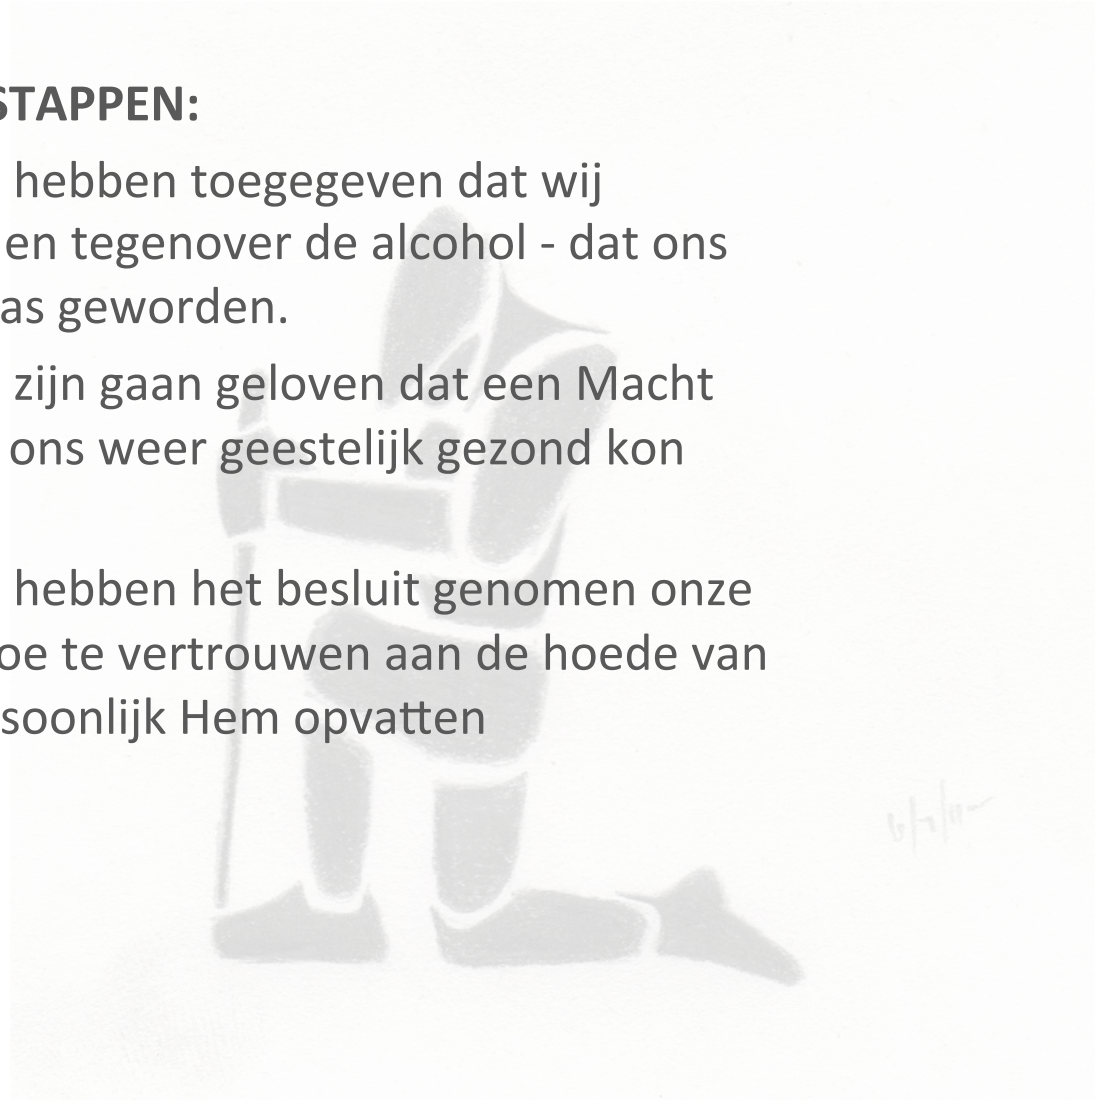 STAPPEN:
hebben toegegeven dat wij
en tegenover de alcohol - dat ons
as geworden.
zijn gaan geloven dat een Macht
ons weer geestelijk gezond kon
hebben het besluit genomen onze
oe te vertrouwen aan de hoede van
soonlijk Hem opvatten